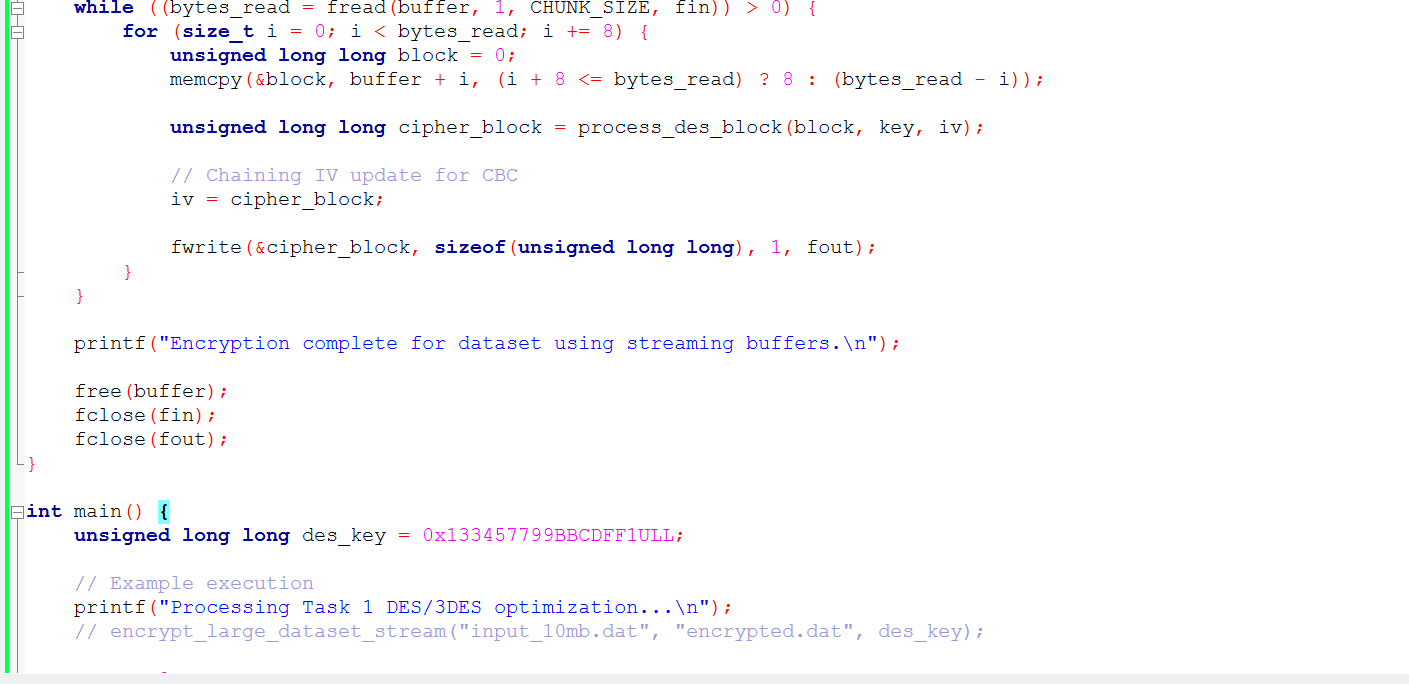 while ((bytes_read = fread(buffer, 1, CHUNK_SIZE, fin)) > 0) {
for (size_t i = 0; i < bytes_read; i += 8) {
unsigned long long block = 0;
memcpy(&block, buffer + i, (i + 8 <= bytes_read) ? 8 : (bytes_read - i));
unsigned long long cipher_block = process_des_block(block, key, iv);
// Chaining IV update for CBC
iv = cipher_block;
fwrite(&cipher_block, sizeof(unsigned long long), 1, fout);
}
}
printf("Encryption complete for dataset using streaming buffers.\n");
free(buffer);
fclose(fin);
fclose(fout);
}
int main() {
unsigned long long des_key = 0x133457799BBCDFF1ULL;
// Example execution
printf("Processing Task 1 DES/3DES optimization...\n");
// encrypt_large_dataset_stream("input_10mb.dat", "encrypted.dat", des_key);